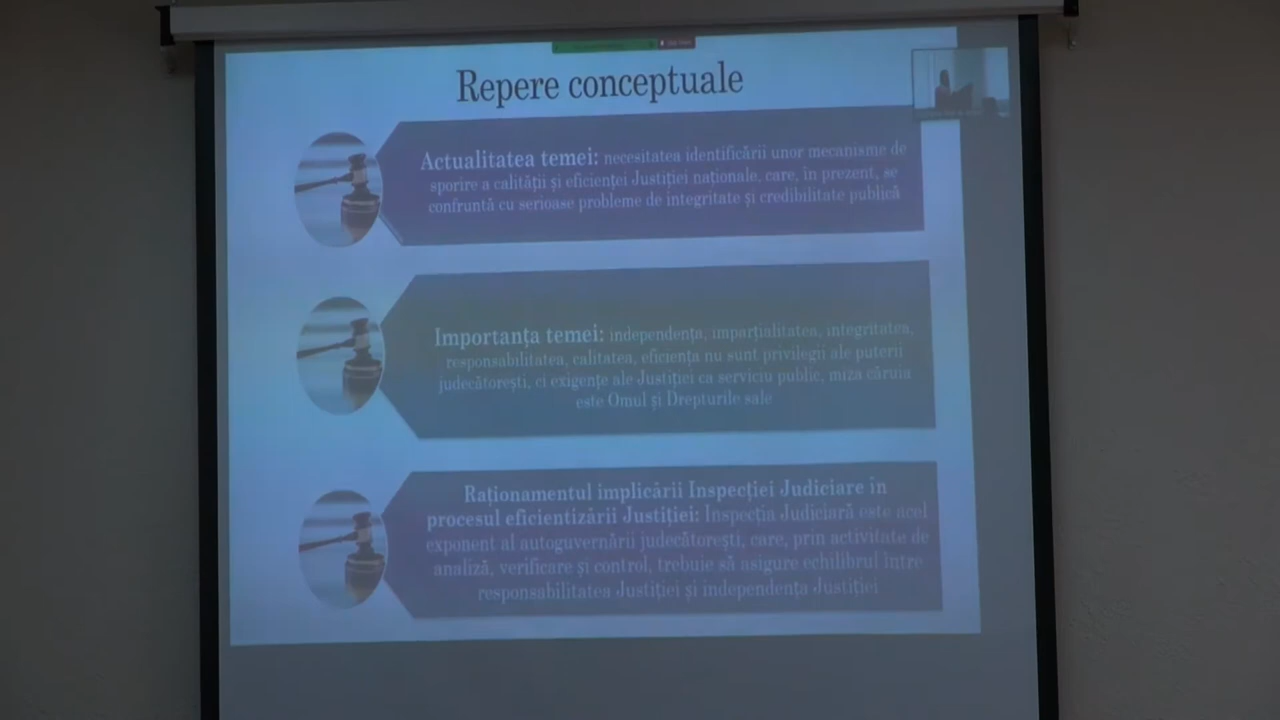 Repere conceptuale
Actualitatea temei: necesitatea identificării unor mecanisme de
sporire a calității și eficienței Justiției naționale, care, în prezent, se
confruntă cu serioase probleme de integritate și credibilitate publică
Importanța temei: independența, imparțialitatea, integritatea,
responsabilitatea, calitatea, eficiența nu sunt privilegii ale puterii
judecătorești, ci exigențe ale Justiției ca serviciu public, miza căruia
este Omul și Drepturile sale
Raționamentul implicării Inspecției Judiciare în
procesul eficientizării Justiției: Inspecția Judiciară este acel
exponent al autoguvernării judecătorești, care, prin activitate de
analiză, verificare și control, trebuie să asigure echilibrul între
responsabilitatea Justiției și independența Justiției